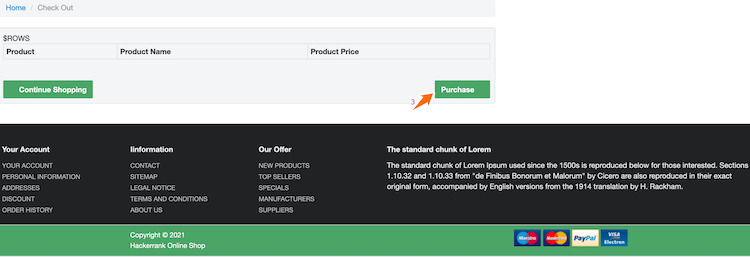 Home / Check Out
$ROWS
Product Product Name Product Price
Continue Shopping Purchase
3
Your Account
YOUR ACCOUNT
PERSONAL INFORMATION
ADDRESSES
DISCOUNT
ORDER HISTORY
Iinformation
CONTACT
SITEMAP
LEGAL NOTICE
TERMS AND CONDITIONS
ABOUT US
Our Offer
NEW PRODUCTS
TOP SELLERS
SPECIALS
MANUFACTURERS
SUPPLIERS
The standard chunk of Lorem
The standard chunk of Lorem Ipsum used since the 1500s is reproduced below for those interested. Sections
1.10.32 and 1.10.33 from "de Finibus Bonorum et Malorum" by Cicero are also reproduced in their exact
original form, accompanied by English versions from the 1914 translation by H. Rackham.
Copyright © 2021
Hackerrank Online Shop
Maestro MasterCard PayPal VISA
Electron